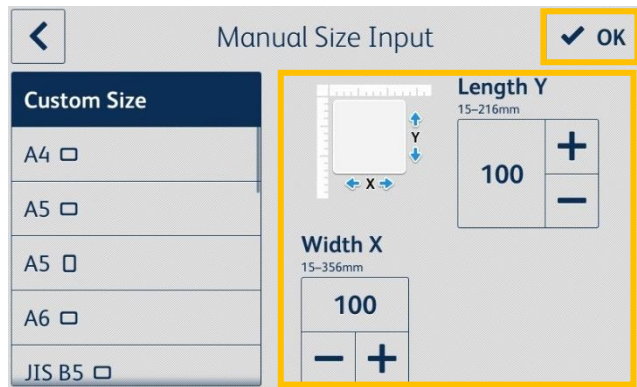 Manual Size Input
OK
Custom Size
A4
A5
A5
A6
JIS B5
Y
X
Length Y
15–216mm
100
+
−
Width X
15–356mm
100
− +